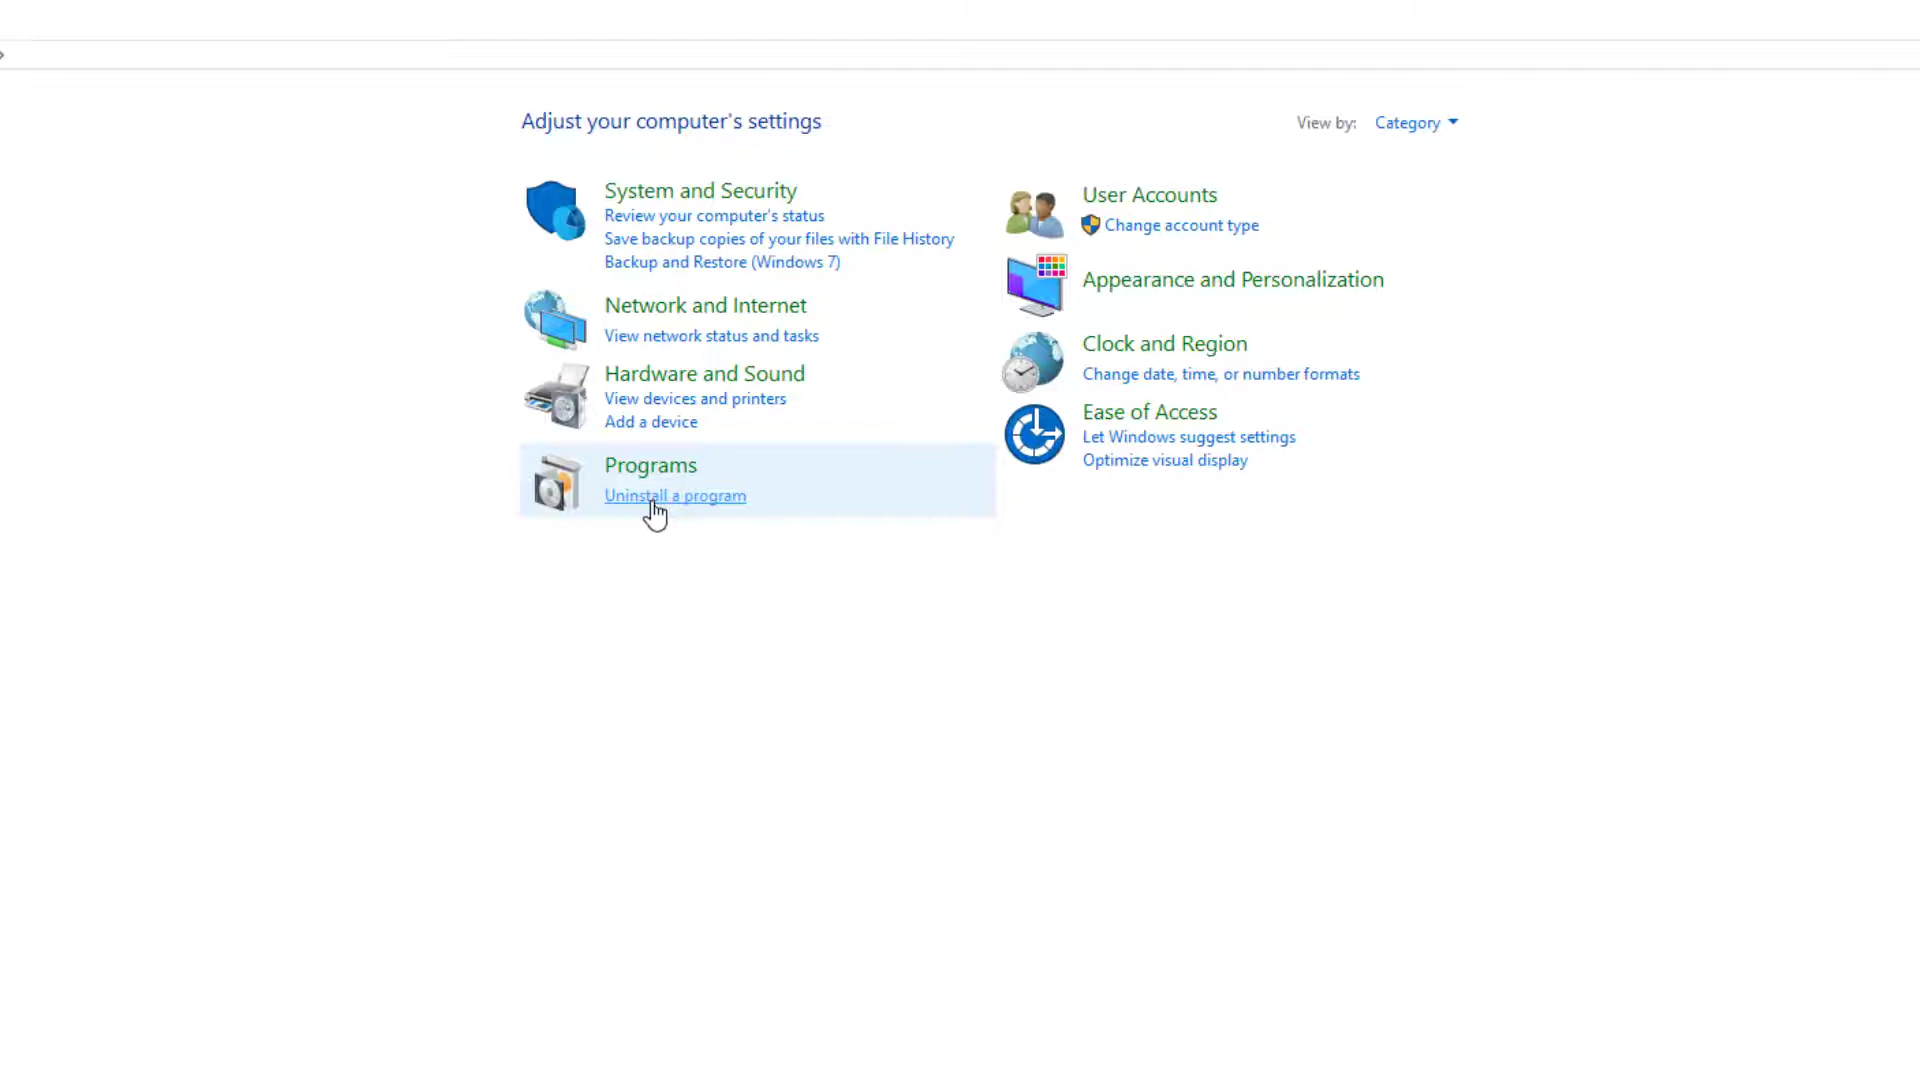 Adjust your computer's settings
View by: Category
System and Security
Review your computer's status
Save backup copies of your files with File History
Backup and Restore (Windows 7)
Network and Internet
View network status and tasks
Hardware and Sound
View devices and printers
Add a device
Programs
Uninstall a program
User Accounts
Change account type
Appearance and Personalization
Clock and Region
Change date, time, or number formats
Ease of Access
Let Windows suggest settings
Optimize visual display